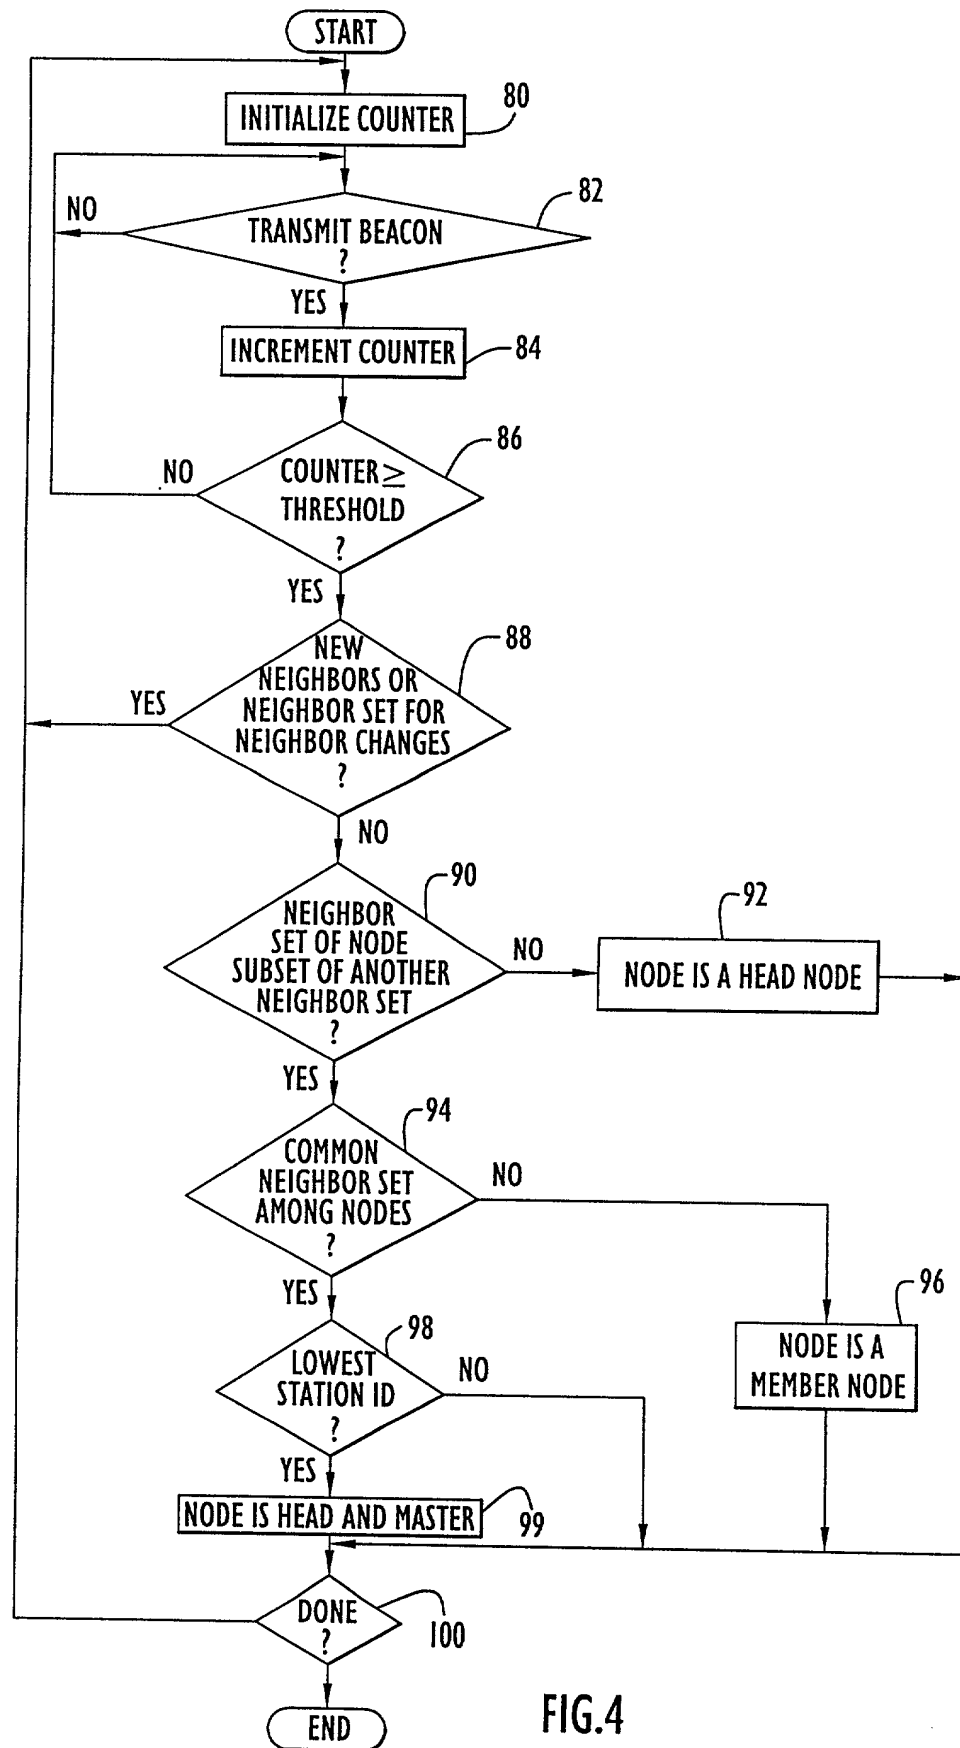 START
INITIALIZE COUNTER
80
TRANSMIT BEACON
?
82
NO
YES
INCREMENT COUNTER
84
COUNTER ≥
THRESHOLD
?
86
NO
YES
NEW
NEIGHBORS OR
NEIGHBOR SET FOR
NEIGHBOR CHANGES
?
88
YES
NO
NEIGHBOR
SET OF NODE
SUBSET OF ANOTHER
NEIGHBOR SET
?
90
NO
92
NODE IS A HEAD NODE
YES
COMMON
NEIGHBOR SET
AMONG NODES
?
94
NO
96
NODE IS A
MEMBER NODE
YES
LOWEST
STATION ID
?
98
NO
YES
NODE IS HEAD AND MASTER
99
DONE
?
100
END
FIG.4